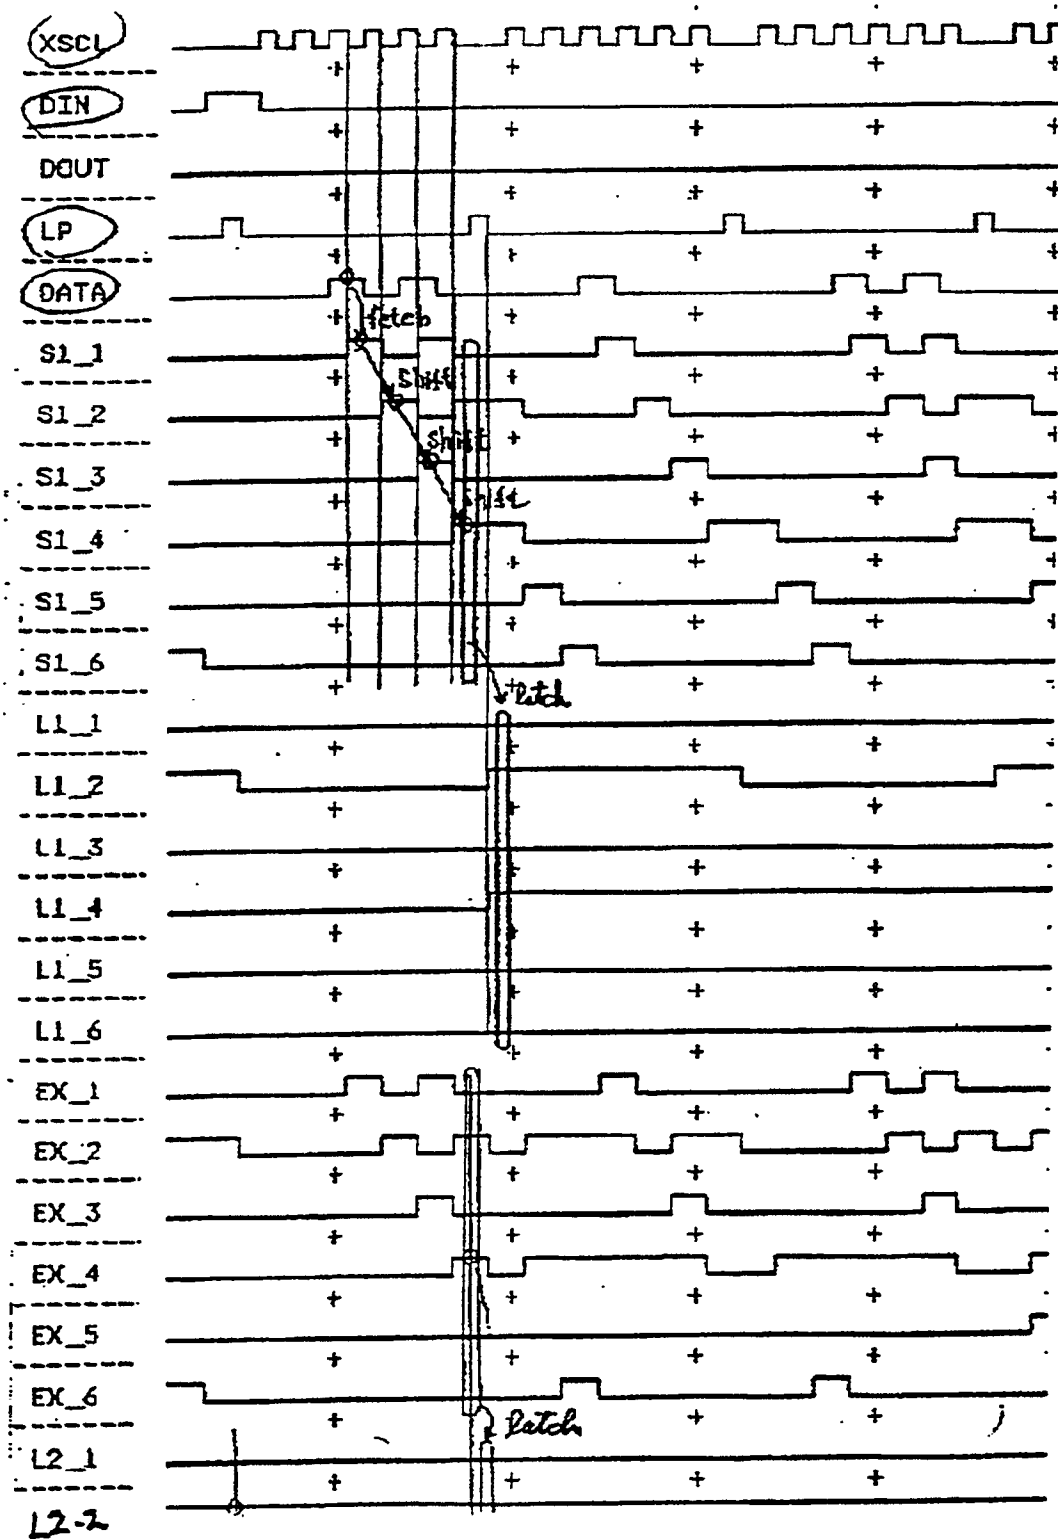 XSCL
DIN
DOUT
LP
DATA
fetch
S1_1
shift
S1_2
shift
S1_3
shift
S1_4
S1_5
S1_6
latch
L1_1
L1_2
L1_3
L1_4
L1_5
L1_6
EX_1
EX_2
EX_3
EX_4
EX_5
EX_6
latch
L2_1
L2-2